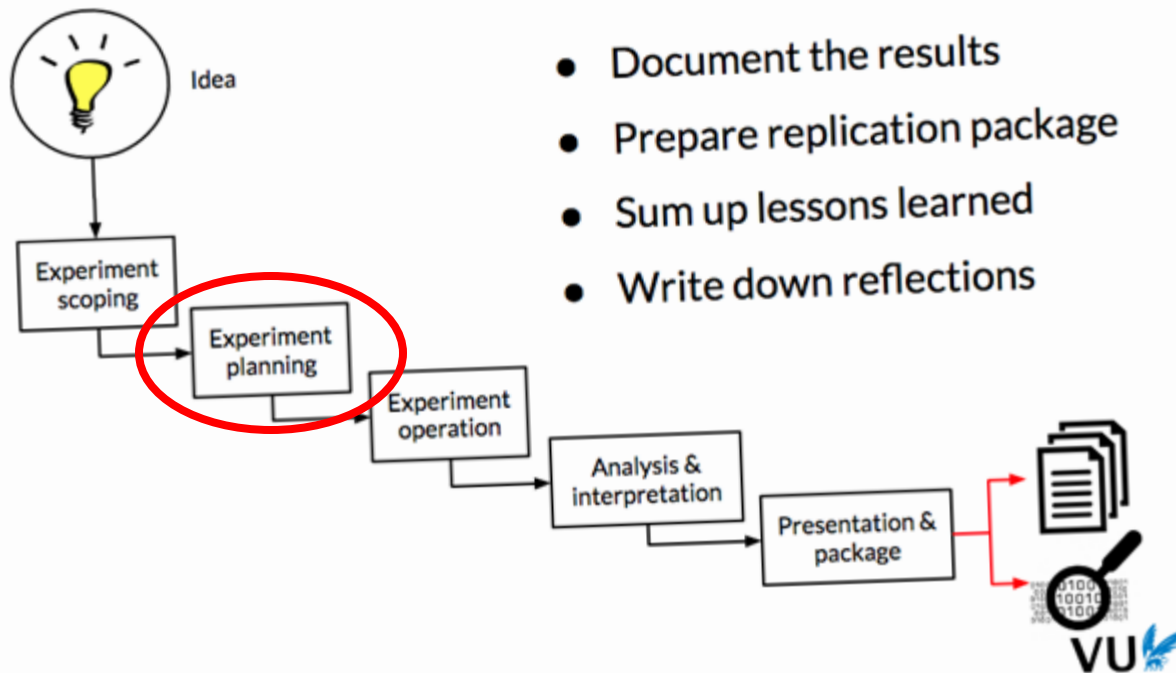 Idea
● Document the results
● Prepare replication package
● Sum up lessons learned
● Write down reflections
Experiment
scoping
Experiment
planning
Experiment
operation
Analysis &
interpretation
Presentation &
package
VU